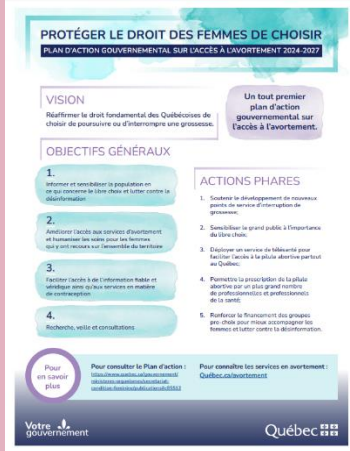 PROTÉGER LE DROIT DES FEMMES DE CHOISIR
PLAN D'ACTION GOUVERNEMENTAL SUR L'ACCÈS À L'AVORTEMENT 2024-2027
VISION
Réaffirmer le droit fondamental des Québécoises de
choisir de poursuivre ou d'interrompre une grossesse.
Un tout premier
plan d'action
gouvernemental sur
l'accès à l'avortement.
OBJECTIFS GÉNÉRAUX
1.
Informer et sensibiliser la population en
ce qui concerne le libre choix et lutter contre la
désinformation
2.
Améliorer l'accès aux services d'avortement
et humaniser les soins pour les femmes
qui y ont recours sur l'ensemble du territoire
3.
Faciliter l'accès à de l'information fiable et
véridique ainsi qu'aux services en matière
de contraception
4.
Recherche, veille et consultations
ACTIONS PHARES
1. Soutenir le développement de nouveaux
points de service d'interruption de
grossesse;
2. Sensibiliser le grand public à l'importance
du libre choix;
3. Déployer un service de télésanté pour
faciliter l'accès à la pilule abortive partout
au Québec;
4. Permettre la prescription de la pilule
abortive par un plus grand nombre
de professionnelles et professionnels
de la santé;
5. Renforcer le financement des groupes
pro-choix pour mieux accompagner les
femmes et lutter contre la désinformation.
Pour
en savoir
plus
Pour consulter le Plan d'action :
Pour connaître les services en avortement :
Québec.ca/avortement
Votre
gouvernement
Québec